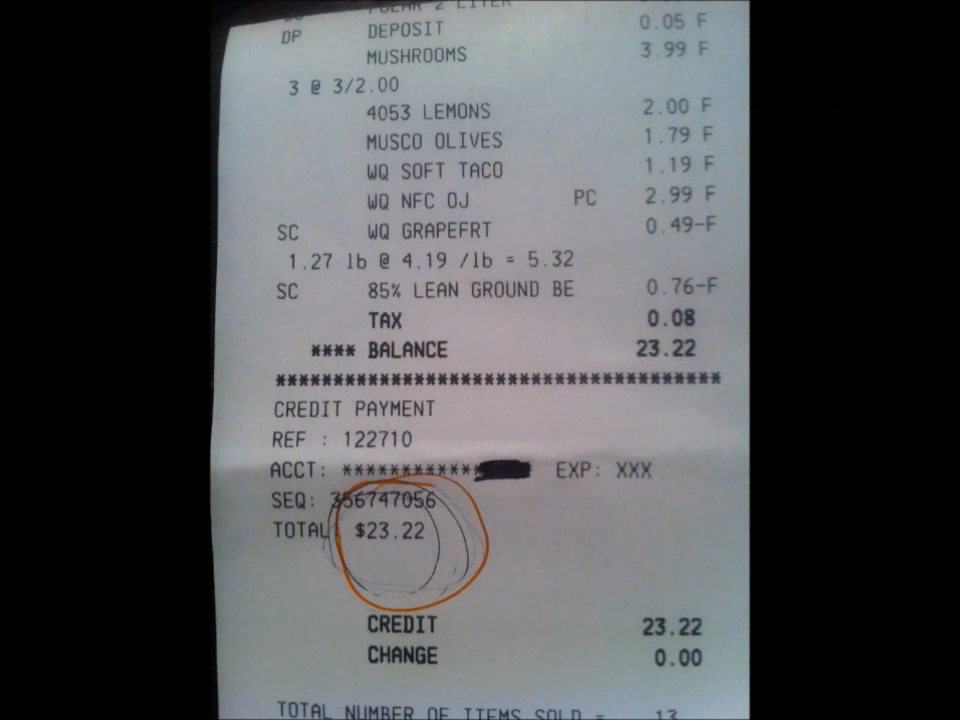 POLAR 2 LITER
DP DEPOSIT 0.05 F
MUSHROOMS 3.99 F
3 @ 3/2.00
4053 LEMONS 2.00 F
MUSCO OLIVES 1.79 F
WQ SOFT TACO 1.19 F
WQ NFC OJ PC 2.99 F
SC WQ GRAPEFRT 0.49-F
1.27 lb @ 4.19 /lb = 5.32
SC 85% LEAN GROUND BE 0.76-F
TAX 0.08
**** BALANCE 23.22
***************************************
CREDIT PAYMENT
REF : 122710
ACCT: ************ EXP: XXX
SEQ: 356747056
TOTAL: $23.22
CREDIT 23.22
CHANGE 0.00
TOTAL NUMBER OF ITEMS SOLD = 13